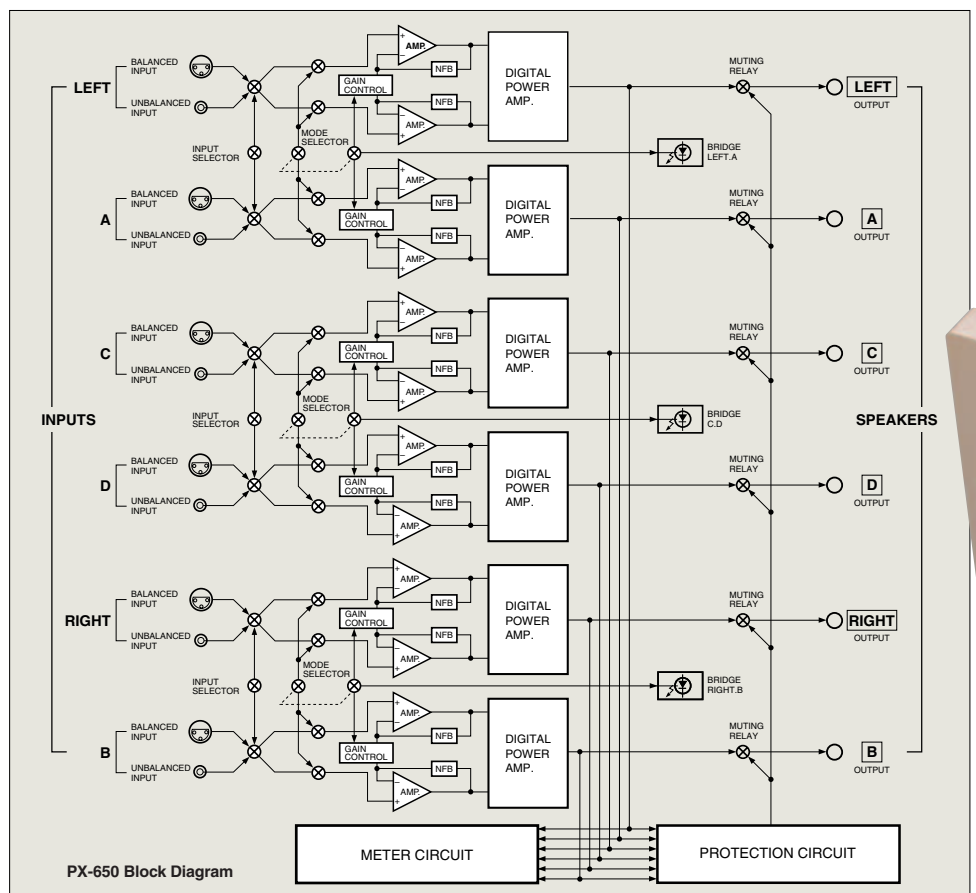 BALANCED
INPUT
LEFT
UNBALANCED
INPUT
INPUT
SELECTOR
MODE
SELECTOR
GAIN
CONTROL
AMP.
NFB
NFB
AMP.
DIGITAL
POWER
AMP.
MUTING
RELAY
LEFT
OUTPUT
BRIDGE
LEFT.A
BALANCED
INPUT
A
UNBALANCED
INPUT
GAIN
CONTROL
AMP.
NFB
NFB
AMP.
DIGITAL
POWER
AMP.
MUTING
RELAY
A
OUTPUT
BALANCED
INPUT
C
UNBALANCED
INPUT
INPUT
SELECTOR
MODE
SELECTOR
GAIN
CONTROL
AMP.
NFB
NFB
AMP.
DIGITAL
POWER
AMP.
MUTING
RELAY
C
OUTPUT
INPUTS
BRIDGE
C.D
SPEAKERS
BALANCED
INPUT
D
UNBALANCED
INPUT
GAIN
CONTROL
AMP.
NFB
NFB
AMP.
DIGITAL
POWER
AMP.
MUTING
RELAY
D
OUTPUT
BALANCED
INPUT
RIGHT
UNBALANCED
INPUT
INPUT
SELECTOR
MODE
SELECTOR
GAIN
CONTROL
AMP.
NFB
NFB
AMP.
DIGITAL
POWER
AMP.
MUTING
RELAY
RIGHT
OUTPUT
BRIDGE
RIGHT.B
BALANCED
INPUT
B
UNBALANCED
INPUT
GAIN
CONTROL
AMP.
NFB
NFB
AMP.
DIGITAL
POWER
AMP.
MUTING
RELAY
B
OUTPUT
METER CIRCUIT
PROTECTION CIRCUIT
PX-650 Block Diagram